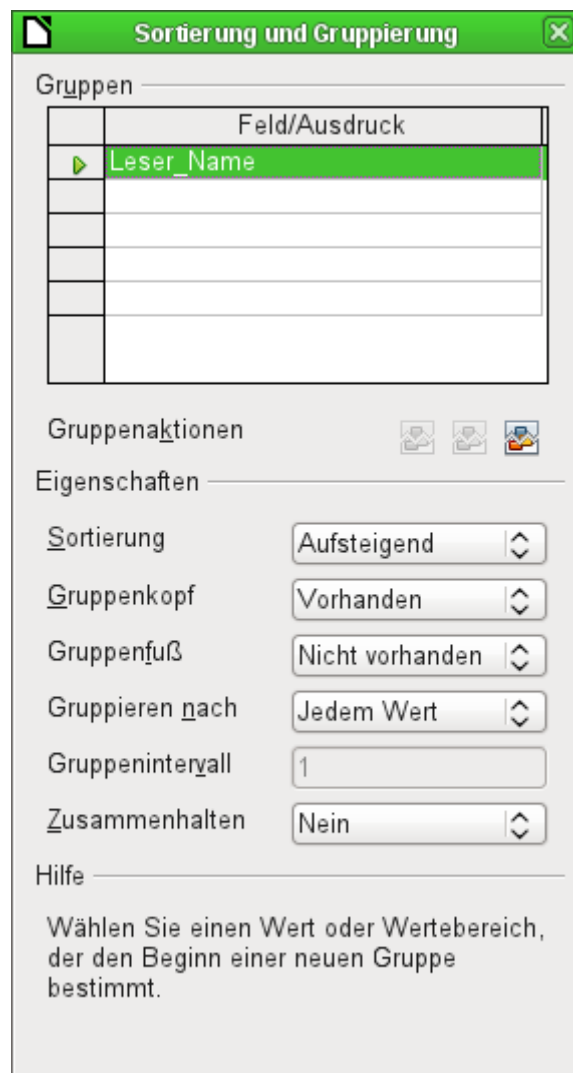 Sortierung und Gruppierung
Gruppen
Feld/Ausdruck
Leser_Name
Gruppenaktionen
Eigenschaften
Sortierung Aufsteigend
Gruppenkopf Vorhanden
Gruppenfuß Nicht vorhanden
Gruppieren nach Jedem Wert
Gruppenintervall 1
Zusammenhalten Nein
Hilfe
Wählen Sie einen Wert oder Wertebereich,
der den Beginn einer neuen Gruppe
bestimmt.